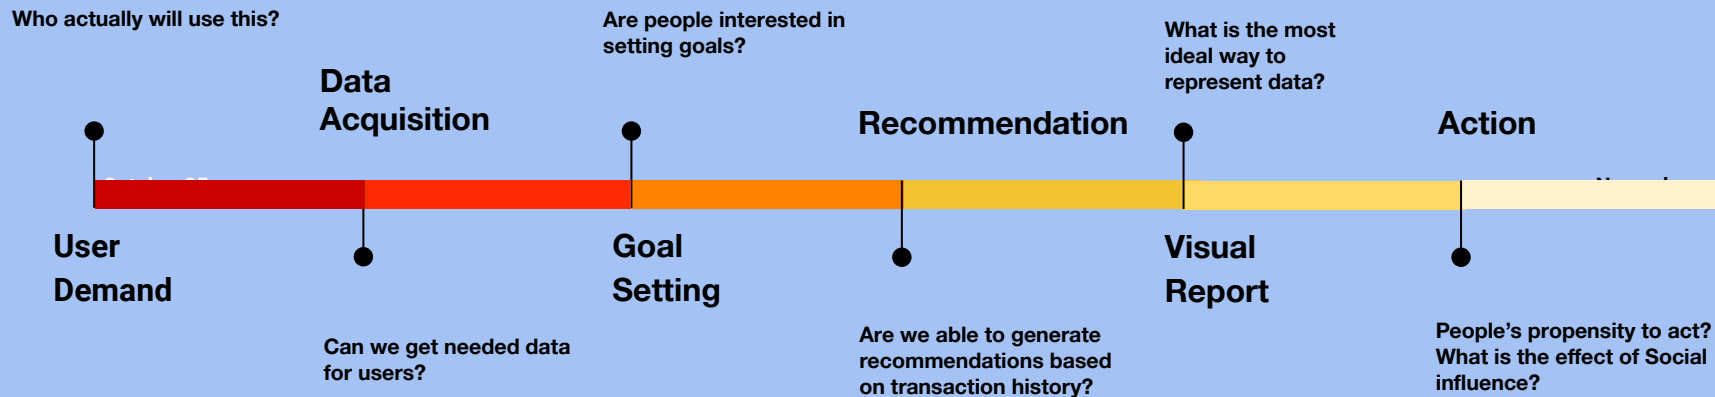 Who actually will use this?
Are people interested in
setting goals?
What is the most
ideal way to
represent data?
Data
Acquisition
Recommendation
Action
User
Demand
Goal
Setting
Visual
Report
Can we get needed data
for users?
Are we able to generate
recommendations based
on transaction history?
People’s propensity to act?
What is the effect of Social
influence?